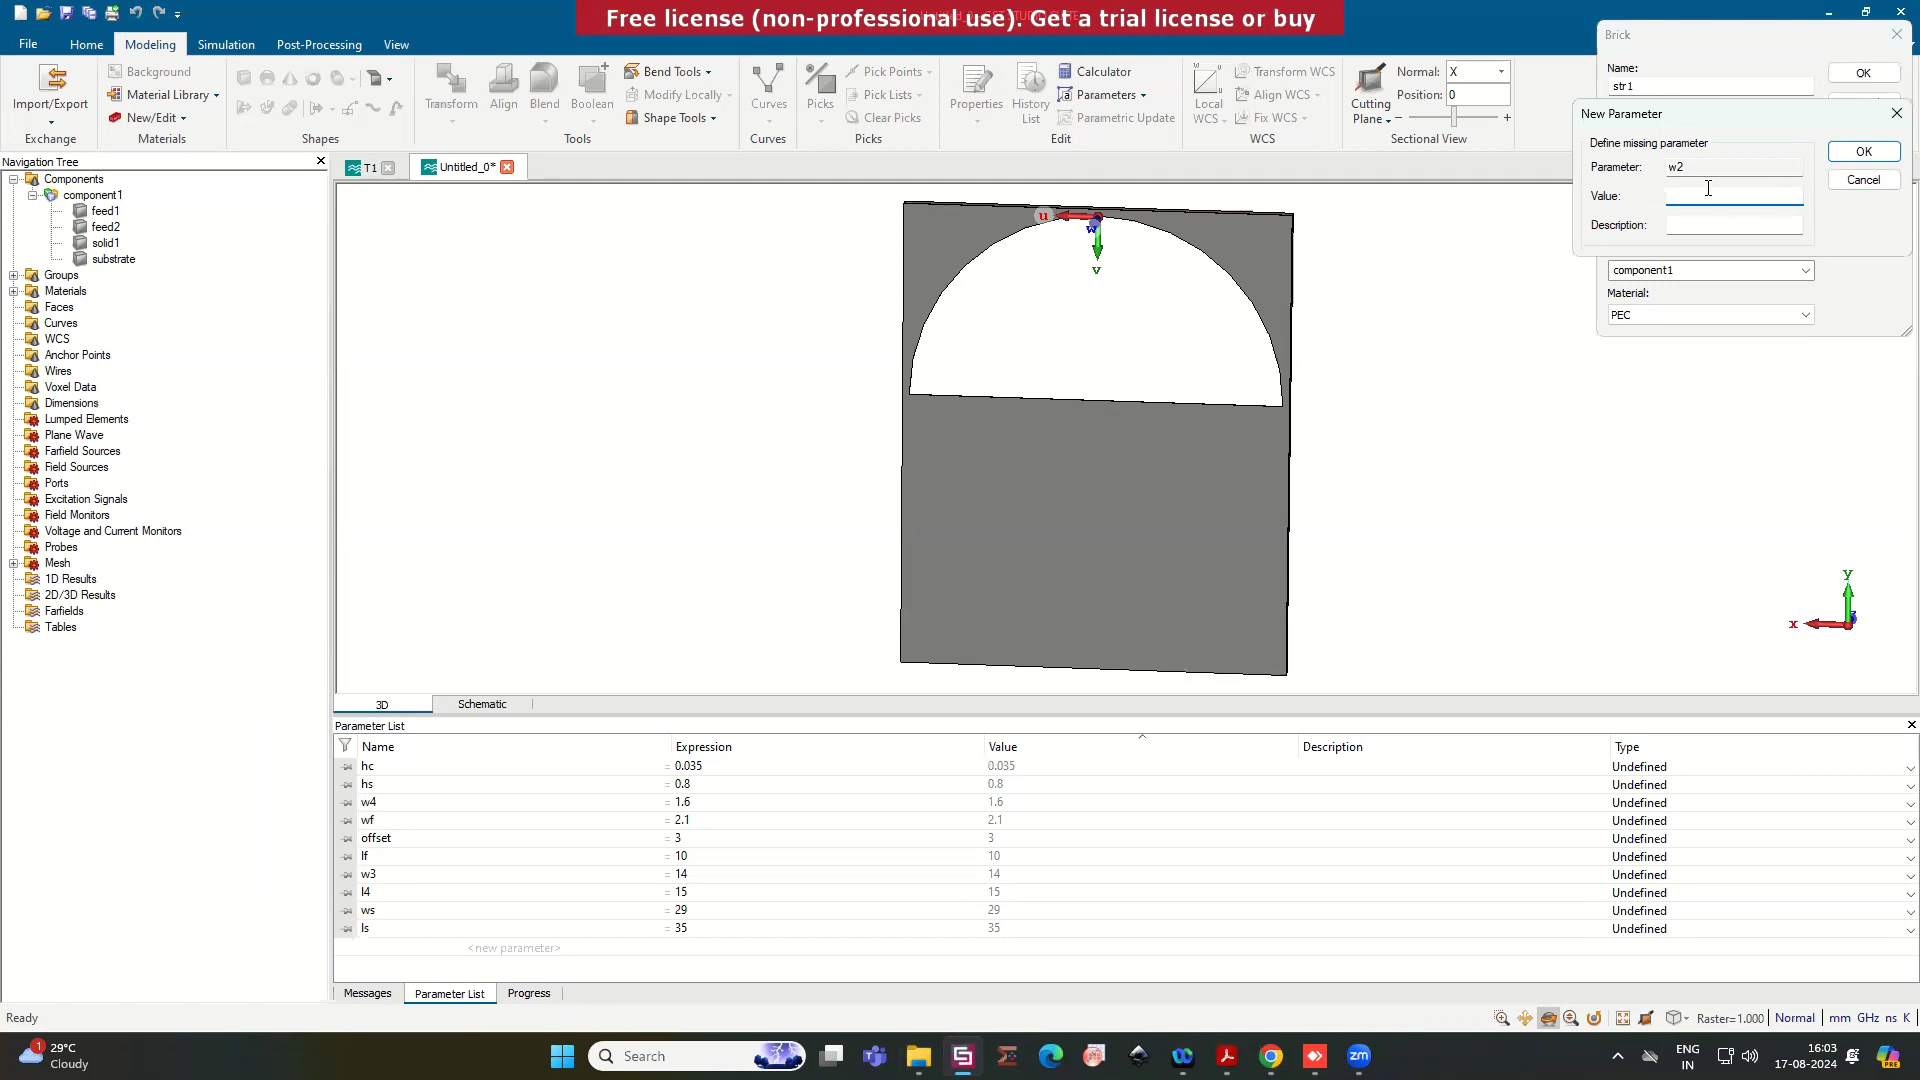 Free license (non-professional use). Get a trial license or buy
File
Home
Modeling
Simulation
Post-Processing
View
Import/Export
Exchange
Background
Material Library
New/Edit
Materials
Shapes
Transform
Align
Blend
Boolean
Bend Tools
Modify Locally
Shape Tools
Tools
Curves
Curves
Picks
Pick Points
Pick Lists
Clear Picks
Picks
Properties
History List
Calculator
Parameters
Parametric Update
Edit
Local WCS
Transform WCS
Align WCS
Fix WCS
WCS
Cutting Plane
Normal: X
Position: 0
Sectional View
Brick
Name:
str1
OK
New Parameter
Define missing parameter
Parameter: w2
Value:
Description:
OK
Cancel
component1
Material:
PEC
Navigation Tree
Components
component1
feed1
feed2
solid1
substrate
Groups
Materials
Faces
Curves
WCS
Anchor Points
Wires
Voxel Data
Dimensions
Lumped Elements
Plane Wave
Farfield Sources
Field Sources
Ports
Excitation Signals
Field Monitors
Voltage and Current Monitors
Probes
Mesh
1D Results
2D/3D Results
Farfields
Tables
T1
Untitled_0*
u
w
v
y
x
3D
Schematic
Parameter List
Name Expression Value Description Type
hc = 0.035 0.035 Undefined
hs = 0.8 0.8 Undefined
w4 = 1.6 1.6 Undefined
wf = 2.1 2.1 Undefined
offset = 3 3 Undefined
lf = 10 10 Undefined
w3 = 14 14 Undefined
l4 = 15 15 Undefined
ws = 29 29 Undefined
ls = 35 35 Undefined
<new parameter>
Messages
Parameter List
Progress
Ready
Raster=1.000
Normal
mm GHz ns K
1
29°C
Cloudy
Search
ENG
IN
16:03
17-08-2024